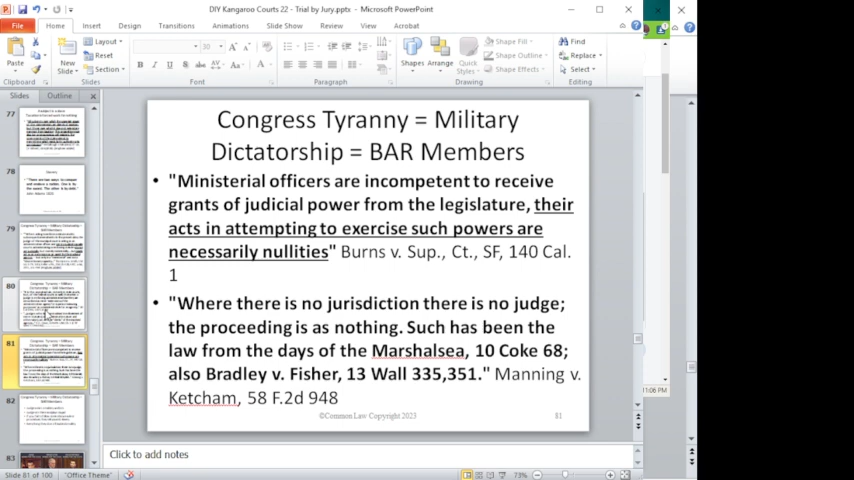 DIY Kangaroo Courts 22 - Trial by Jury.pptx - Microsoft PowerPoint
File Home Insert Design Transitions Animations Slide Show Review View Acrobat
Paste
Clipboard
New
Slide
Layout
Reset
Section
Slides
30
Font
Paragraph
Shapes
Arrange
Quick
Styles
Shape Fill
Shape Outline
Shape Effects
Drawing
Find
Replace
Select
Editing
Slides Outline
77
78
79
80
81
82
83
Congress Tyranny = Military
Dictatorship = BAR Members
• "Ministerial officers are incompetent to receive
grants of judicial power from the legislature, their
acts in attempting to exercise such powers are
necessarily nullities" Burns v. Sup., Ct., SF, 140 Cal.
1
• "Where there is no jurisdiction there is no judge;
the proceeding is as nothing. Such has been the
law from the days of the Marshalsea, 10 Coke 68;
also Bradley v. Fisher, 13 Wall 335,351." Manning v.
Ketcham, 58 F.2d 948
©Common Law Copyright 2023 81
11:06 PM
Click to add notes
Slide 81 of 100 "Office Theme" 73%